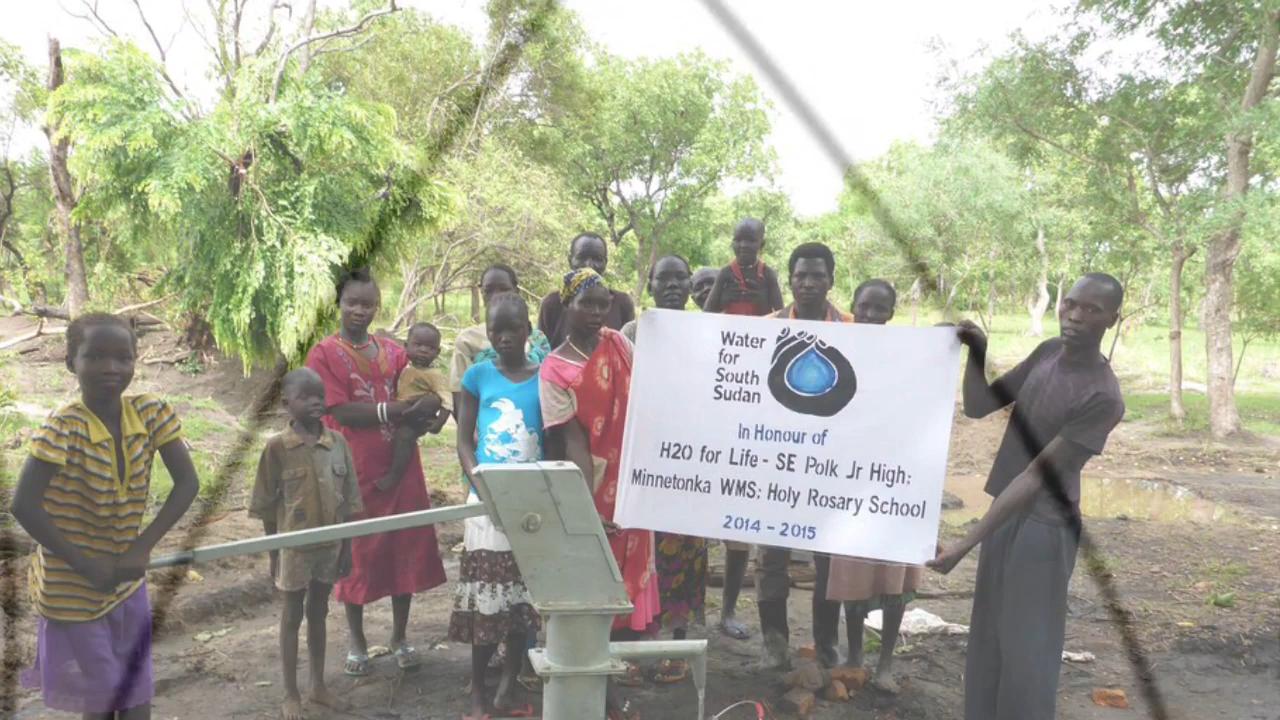 Water
for
South
Sudan
In Honour of
H20 for Life - SE Polk Jr High;
Minnetonka WMS; Holy Rosary School
2014 - 2015